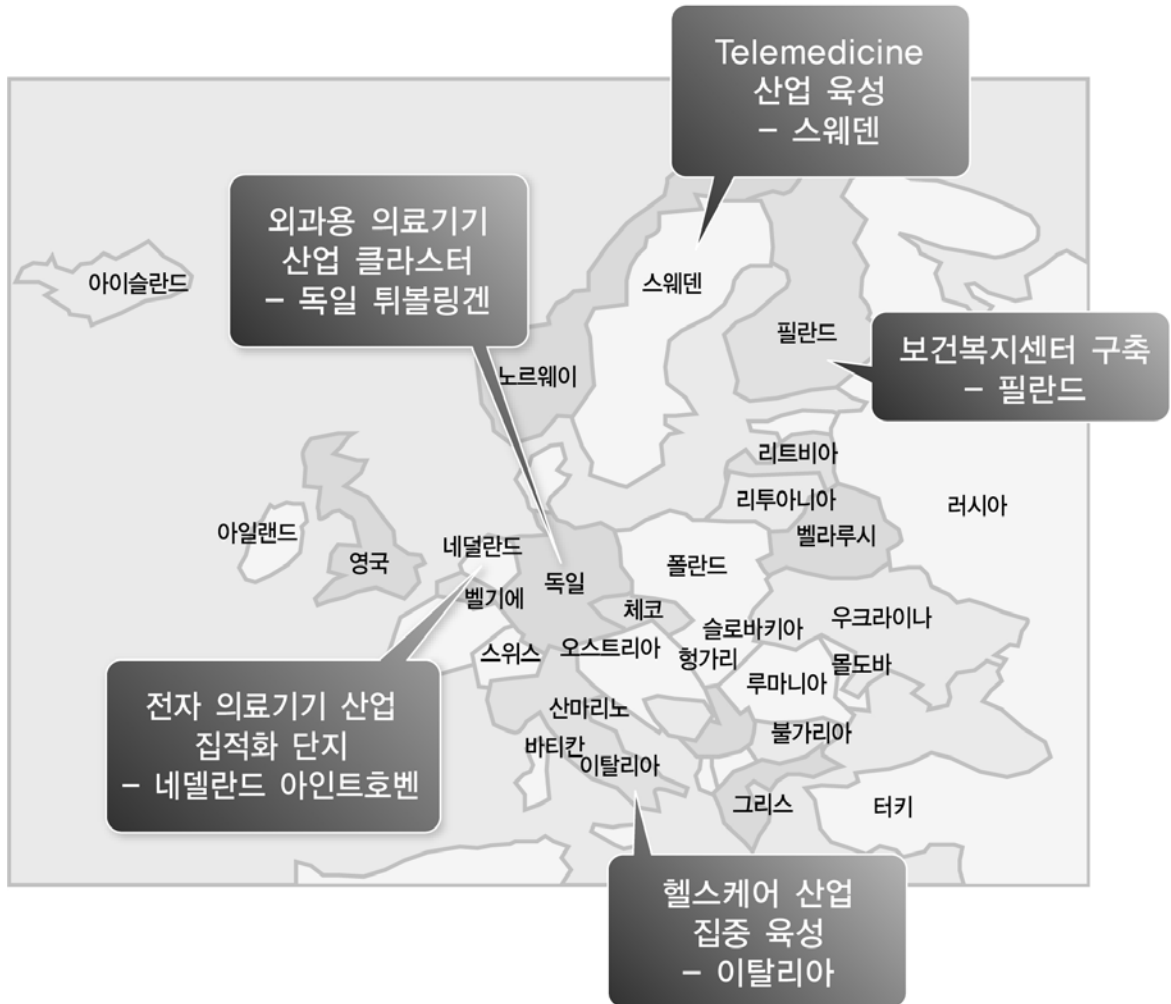 Telemedicine
산업 육성
– 스웨덴
외과용 의료기기
산업 클라스터
– 독일 튀볼링겐
아이슬란드
스웨덴
필란드
보건복지센터 구축
– 필란드
노르웨이
리트비아
리투아니아
러시아
벨라루시
아일랜드
영국
네덜란드
벨기에
독일
폴란드
체코
슬로바키아
우크라이나
스위스
오스트리아
헝가리
루마니아
몰도바
산마리노
불가리아
바티칸
이탈리아
그리스
터키
전자 의료기기 산업
집적화 단지
– 네델란드 아인트호벤
헬스케어 산업
집중 육성
– 이탈리아